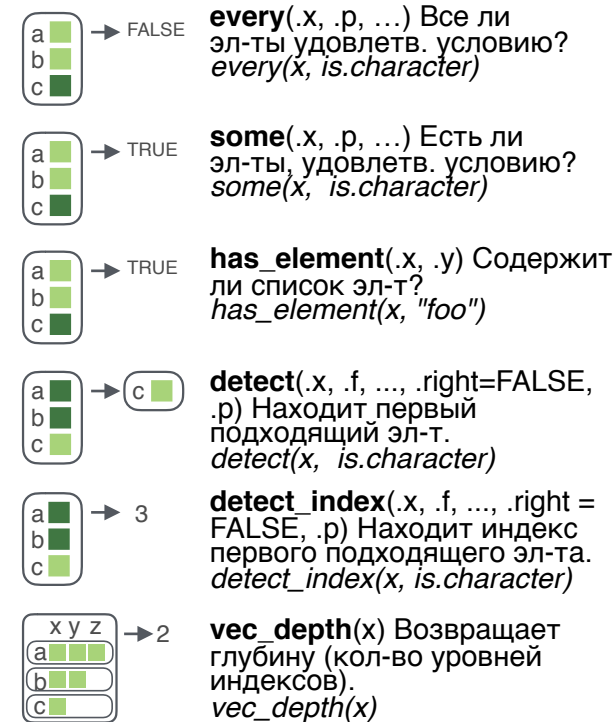 a
b
c
FALSE
every(.x, .p, …) Все ли
эл-ты удовлетв. условию?
every(x, is.character)
a
b
c
TRUE
some(.x, .p, …) Есть ли
эл-ты, удовлетв. условию?
some(x, is.character)
a
b
c
TRUE
has_element(.x, .y) Содержит
ли список эл-т?
has_element(x, "foo")
a
b
c
c
detect(.x, .f, ..., .right=FALSE,
.p) Находит первый
подходящий эл-т.
detect(x, is.character)
a
b
c
3
detect_index(.x, .f, ..., .right =
FALSE, .p) Находит индекс
первого подходящего эл-та.
detect_index(x, is.character)
x y z
a
b
c
2
vec_depth(x) Возвращает
глубину (кол-во уровней
индексов).
vec_depth(x)